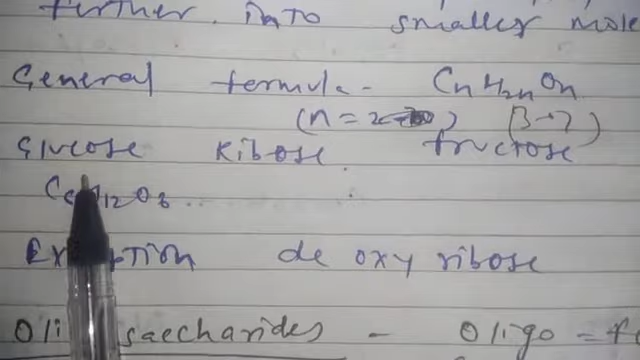 further into smaller mole
General formula- CnH2nOn
(n = ) (3→7)
Glucose Ribose fructose
C6H12O6
Exception de oxy ribose
Oligosaccharides - Oligo = f